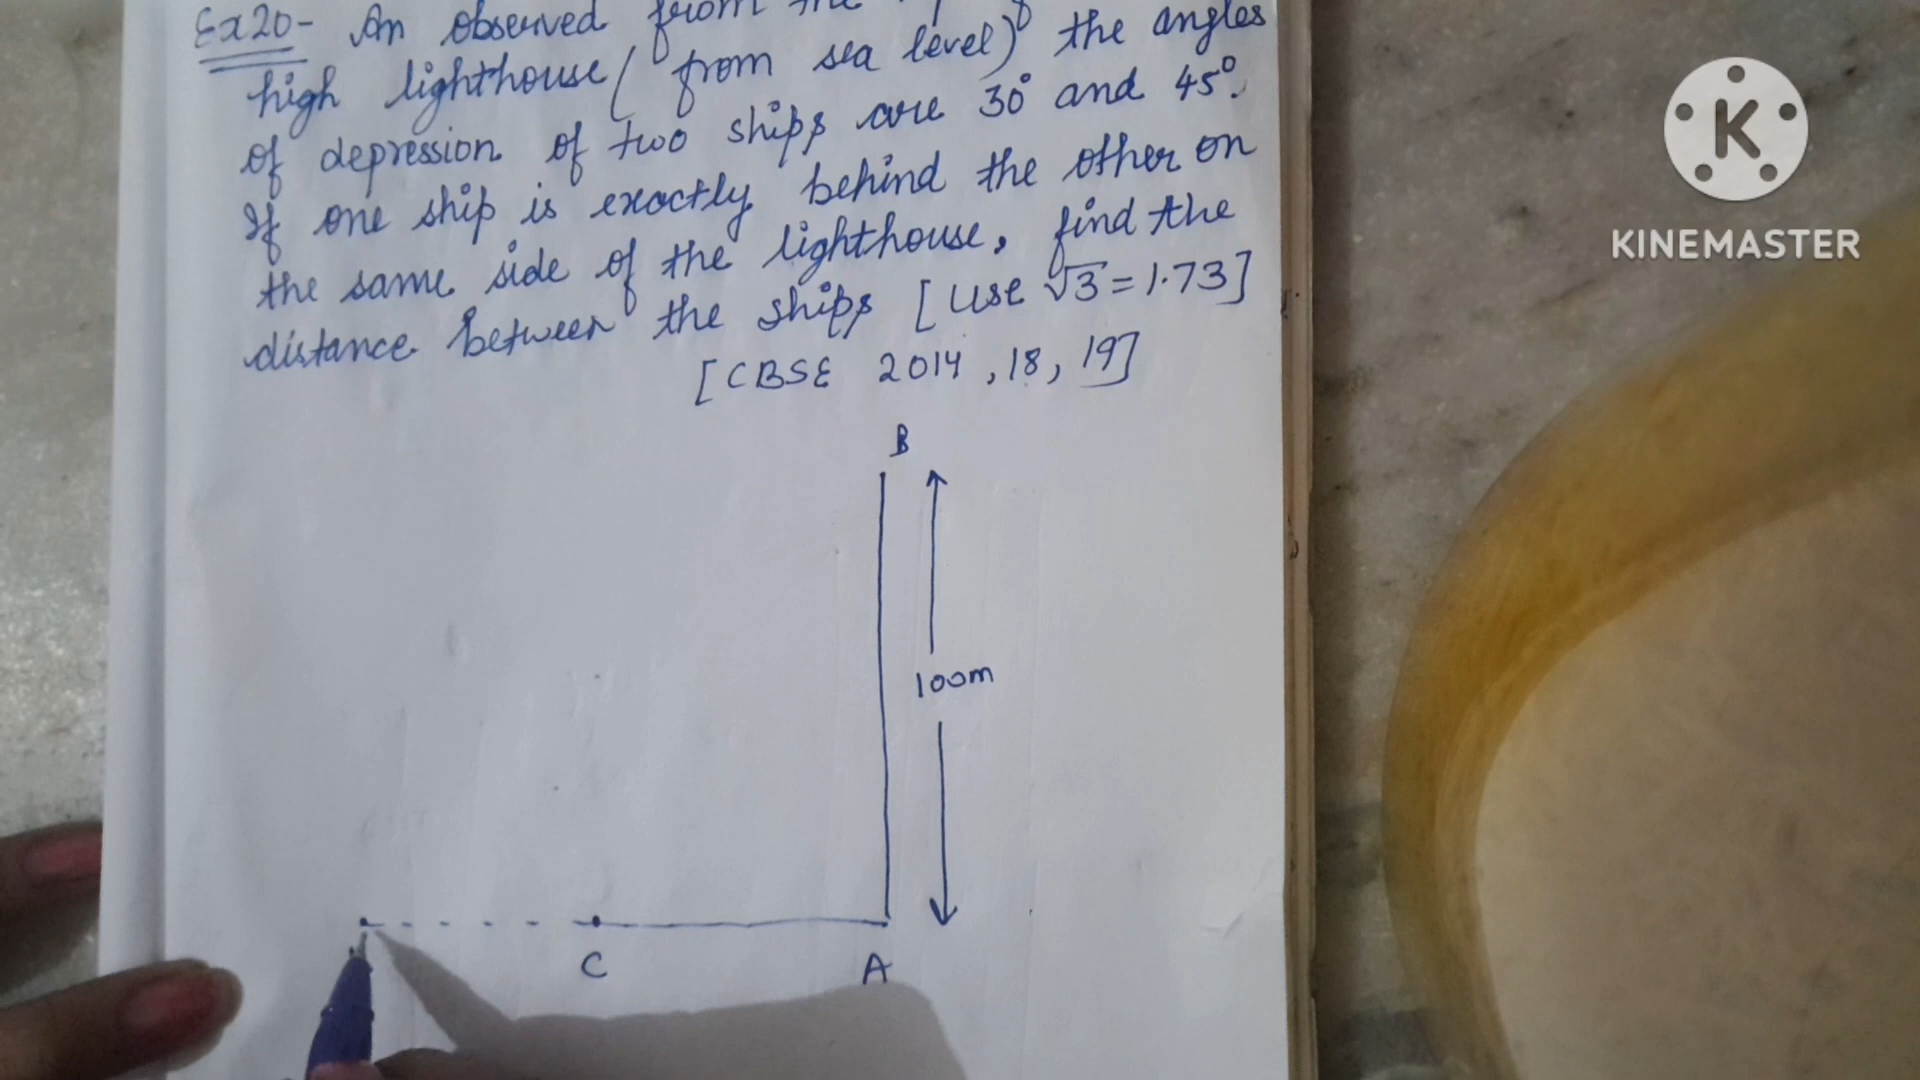 Ex 20- An observed from the
high lighthouse (from sea level) the angles
of depression of two ships are 30° and 45°.
If one ship is exactly behind the other on
the same side of the lighthouse, find the
distance between the ships [use √3 = 1.73]
[CBSE 2014, 18, 19]
B
100m
C
A
K
KINEMASTER